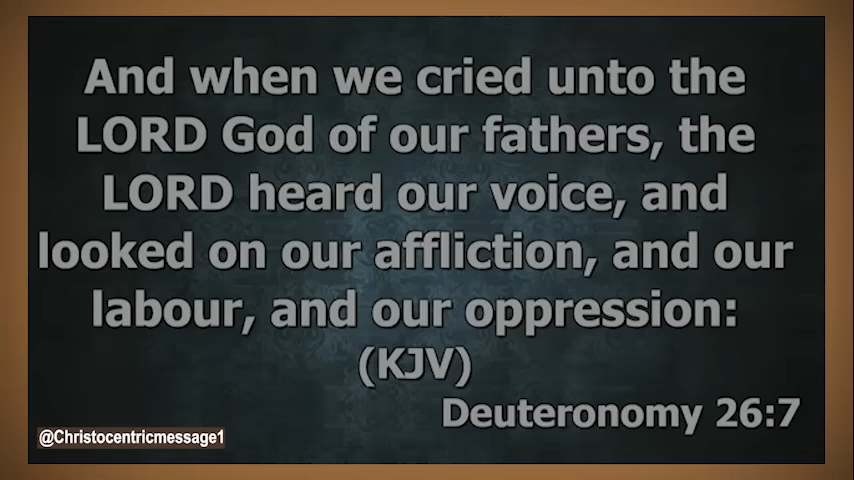 And when we cried unto the
LORD God of our fathers, the
LORD heard our voice, and
looked on our affliction, and our
labour, and our oppression:
(KJV)
Deuteronomy 26:7
@Christocentricmessage1